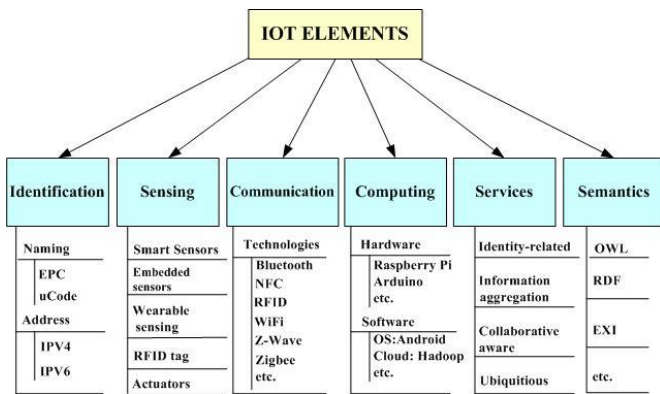 IOT ELEMENTS
Identification
Naming
EPC
uCode
Address
IPV4
IPV6
Sensing
Smart Sensors
Embedded
sensors
Wearable
sensing
RFID tag
Actuators
Communication
Technologies
Bluetooth
NFC
RFID
WiFi
Z-Wave
Zigbee
etc.
Computing
Hardware
Raspberry Pi
Arduino
etc.
Software
OS:Android
Cloud: Hadoop
etc.
Services
Identity-related
Information
aggregation
Collaborative
aware
Ubiquitious
Semantics
OWL
RDF
EXI
etc.